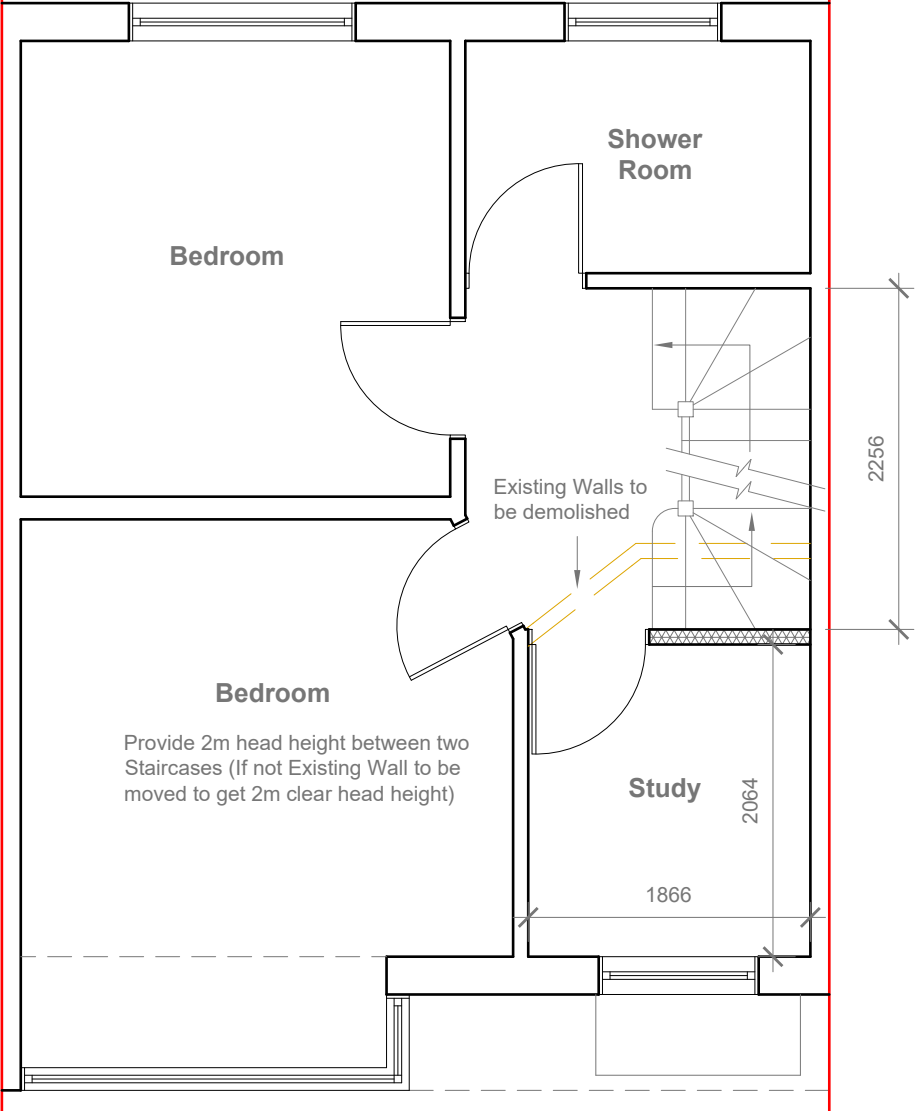 Shower
Room
Bedroom
2256
Existing Walls to
be demolished
Bedroom
Provide 2m head height between two
Staircases (If not Existing Wall to be
moved to get 2m clear head height)
Study
2064
1866